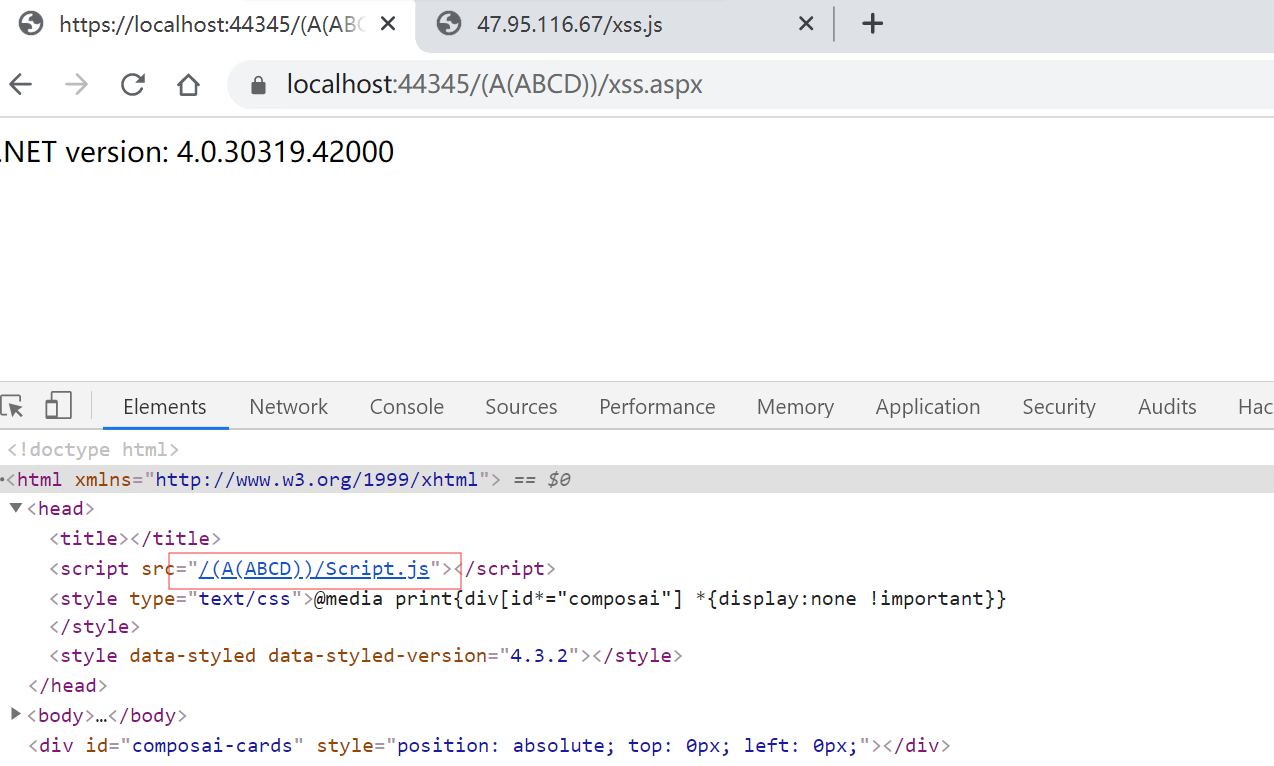 https://localhost:44345/(A(ABC
47.95.116.67/xss.js
localhost:44345/(A(ABCD))/xss.aspx
.NET version: 4.0.30319.42000
Elements Network Console Sources Performance Memory Application Security Audits Hac
<!doctype html>
<html xmlns="http://www.w3.org/1999/xhtml"> == $0
<head>
<title></title>
<script src="/(A(ABCD))/Script.js"></script>
<style type="text/css">@media print{div[id*="composai"] *{display:none !important}}
</style>
<style data-styled data-styled-version="4.3.2"></style>
</head>
<body>…</body>
<div id="composai-cards" style="position: absolute; top: 0px; left: 0px;"></div>